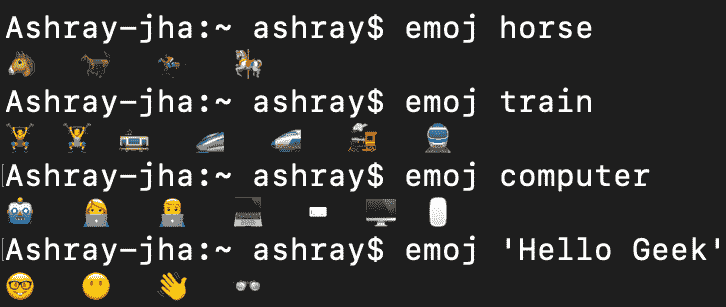 Ashray-jha:~ ashray$ emoj horse
🐴 🐎 🏇 🎠
Ashray-jha:~ ashray$ emoj train
🏋️‍♀️ 🏋️ 🚋 🚄 🚅 🚂 🚆
Ashray-jha:~ ashray$ emoj computer
🤖 👩‍💻 👨‍💻 💻 ⌨️ 🖥️ 🖱️
Ashray-jha:~ ashray$ emoj 'Hello Geek'
🤓 😶 👋 👓